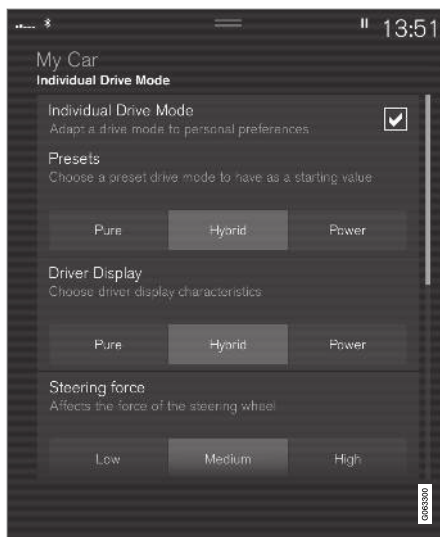 13:51
My Car
Individual Drive Mode
Individual Drive Mode
Adapt a drive mode to personal preferences
Presets
Choose a preset drive mode to have as a starting value
Pure Hybrid Power
Driver Display
Choose driver display characteristics
Pure Hybrid Power
Steering force
Affects the force of the steering wheel
Low Medium High
G063300